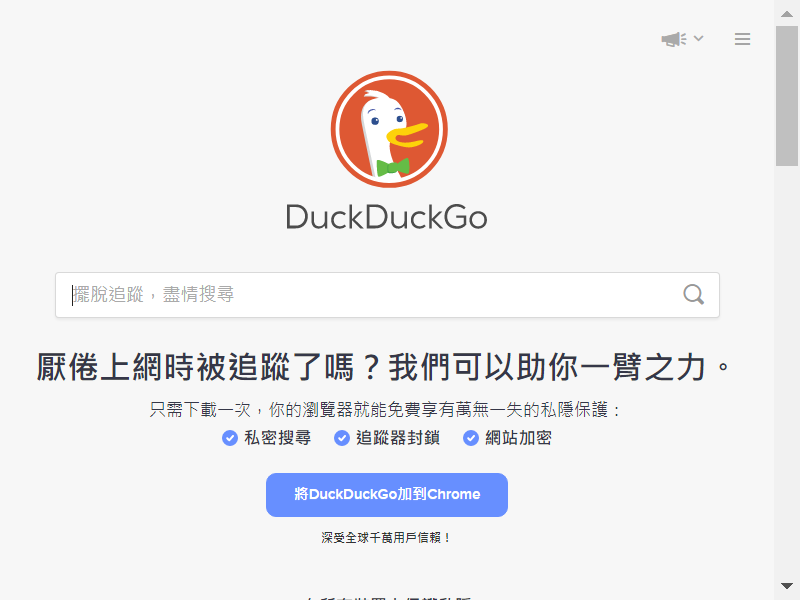 DuckDuckGo
擺脫追蹤，盡情搜尋
厭倦上網時被追蹤了嗎？我們可以助你一臂之力。
只需下載一次，你的瀏覽器就能免費享有萬無一失的私隱保護：
私密搜尋 追蹤器封鎖 網站加密
將DuckDuckGo加到Chrome
深受全球千萬用戶信賴！